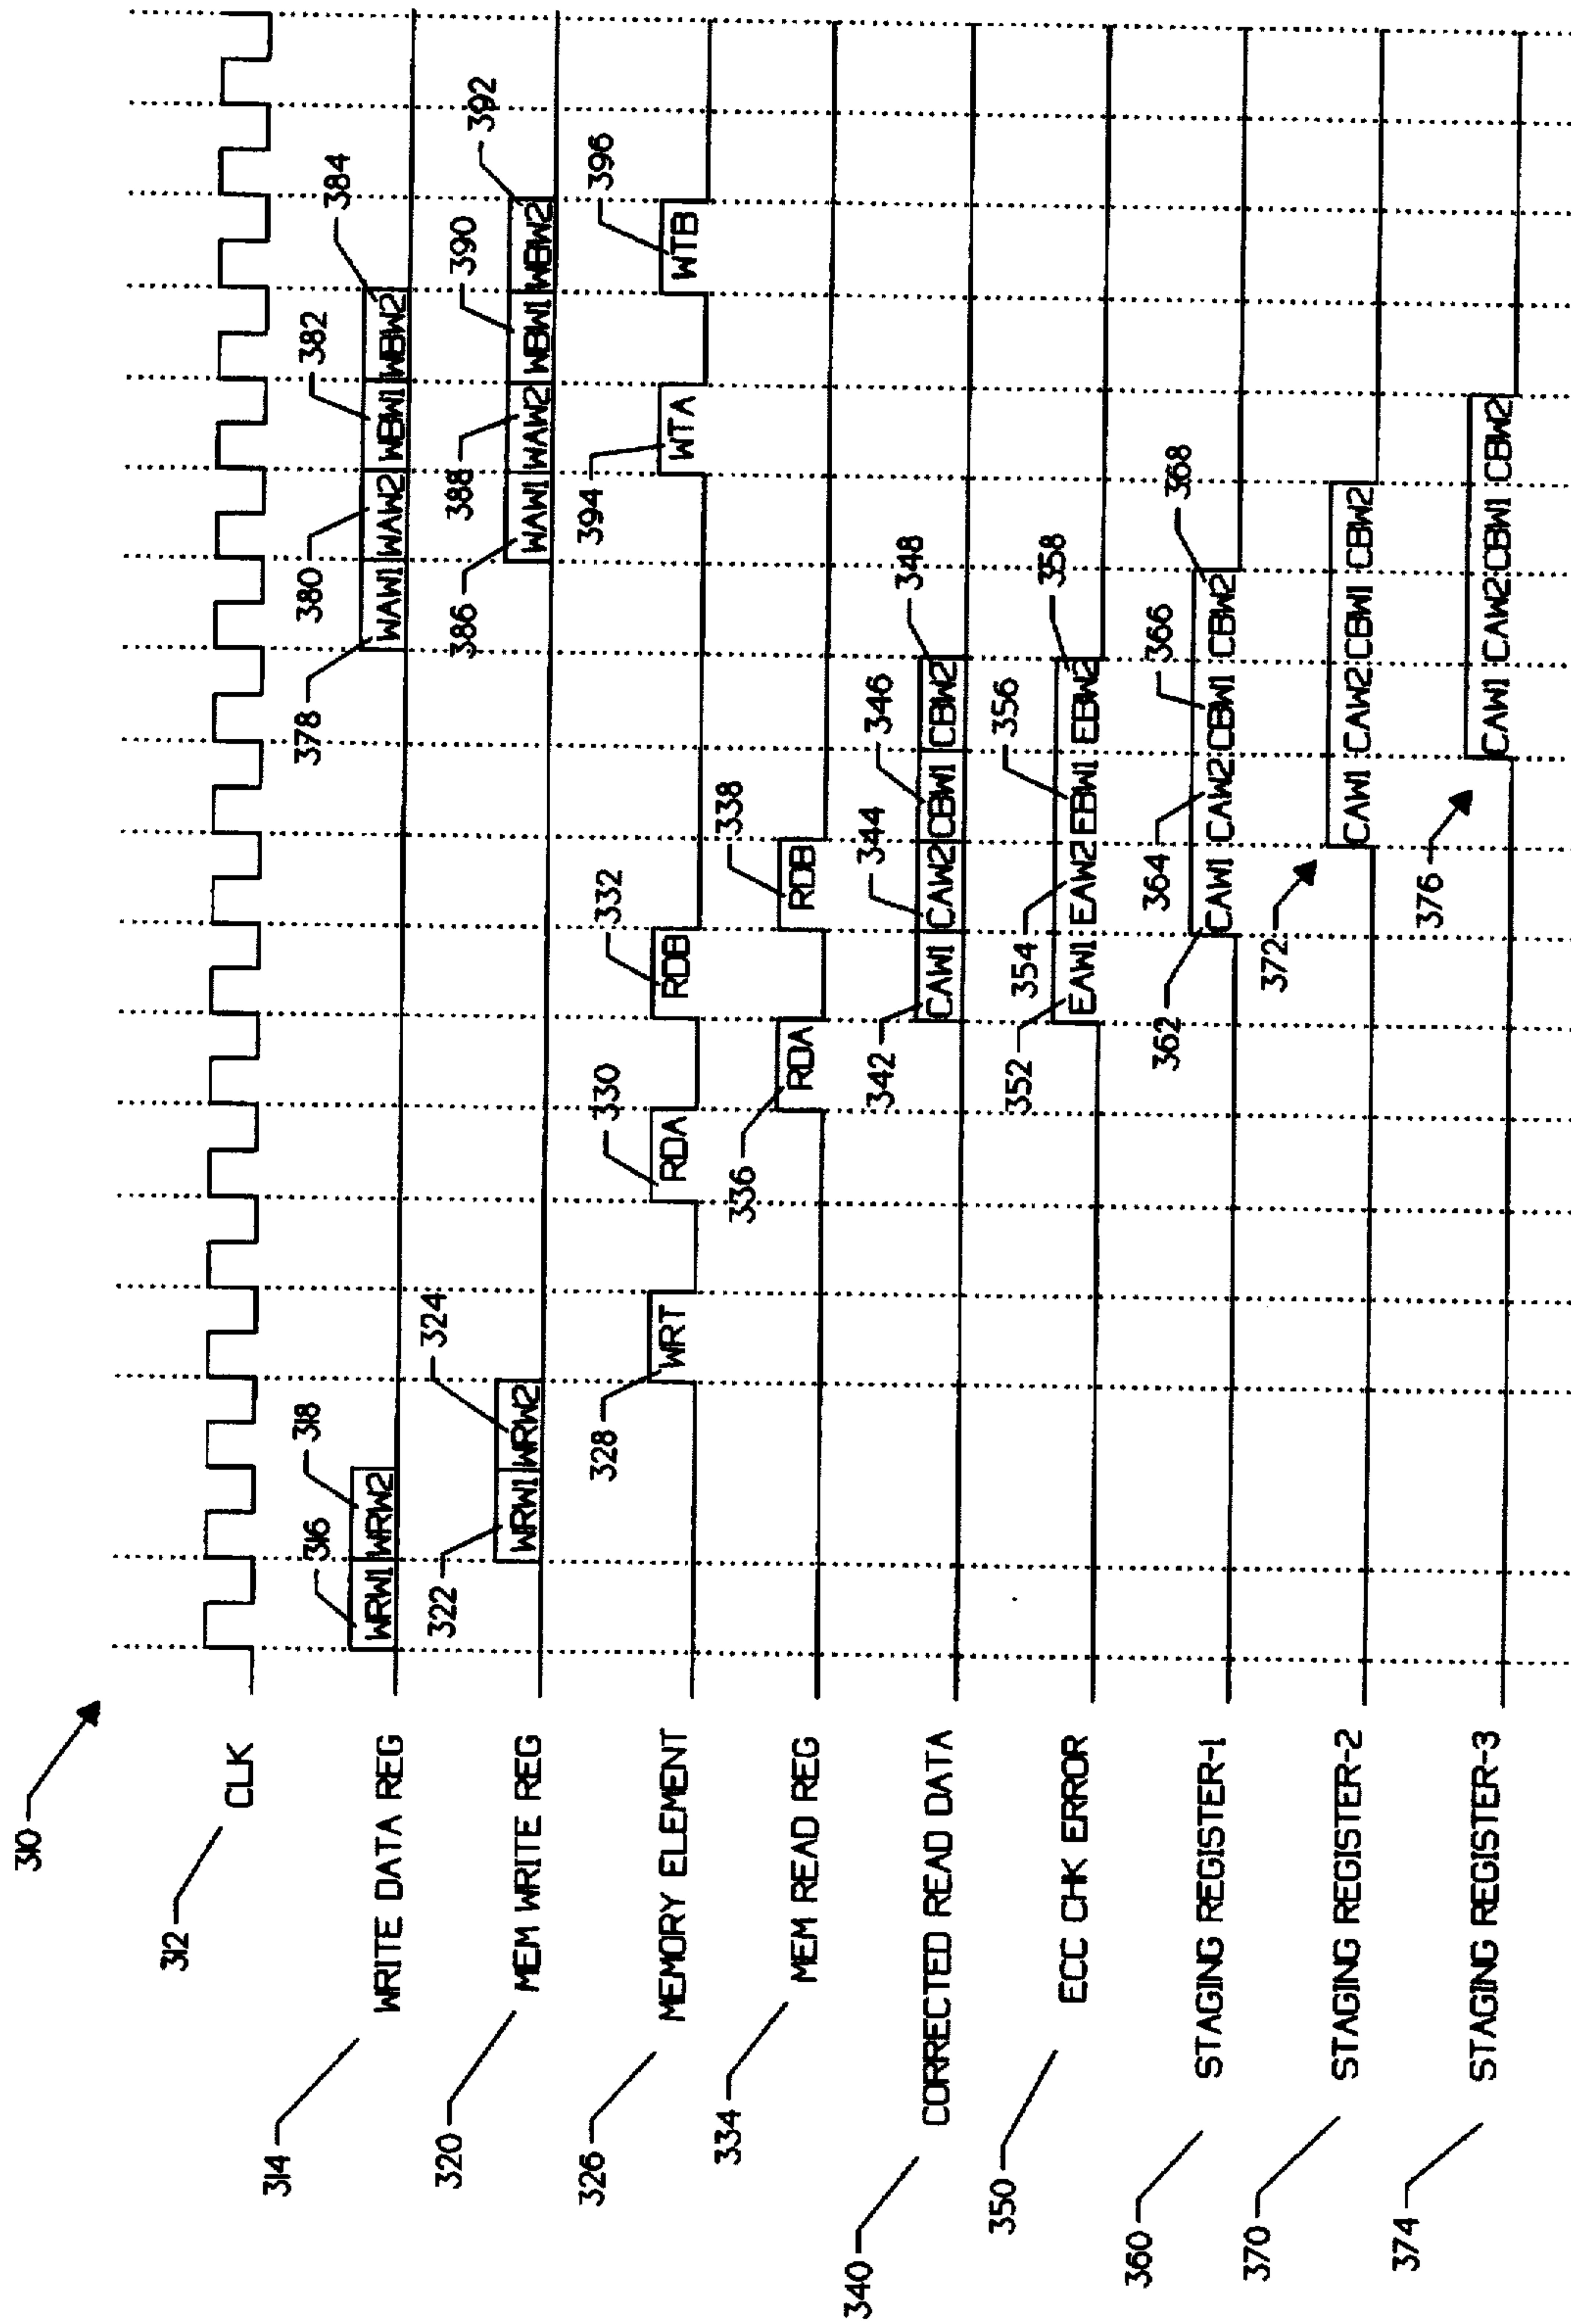 310
312 CLK
314 WRITE DATA REG
316 318
WRW1 WRW2
378 380 382 384
WAW1 WAW2 WBW1 WBW2
320 MEM WRITE REG
322 324
WRW1 WRW2
386 388 390 392
WAW1 WAW2 WBW1 WBW2
326 MEMORY ELEMENT
328 330 332 394 396
WRT RDA RDB WTA WTB
334 MEM READ REG
336 338
RDA RDB
340 CORRECTED READ DATA
342 344 346 348
CAW1 CAW2 CBW1 CBW2
350 ECC CHK ERROR
352 354 356 358
EAW1 EAW2 EBW1 EBW2
360 STAGING REGISTER-1
362 364 366 368
CAW1 CAW2 CBW1 CBW2
370 STAGING REGISTER-2
372
CAW1 CAW2 CBW1 CBW2
374 STAGING REGISTER-3
376
CAW1 CAW2 CBW1 CBW2